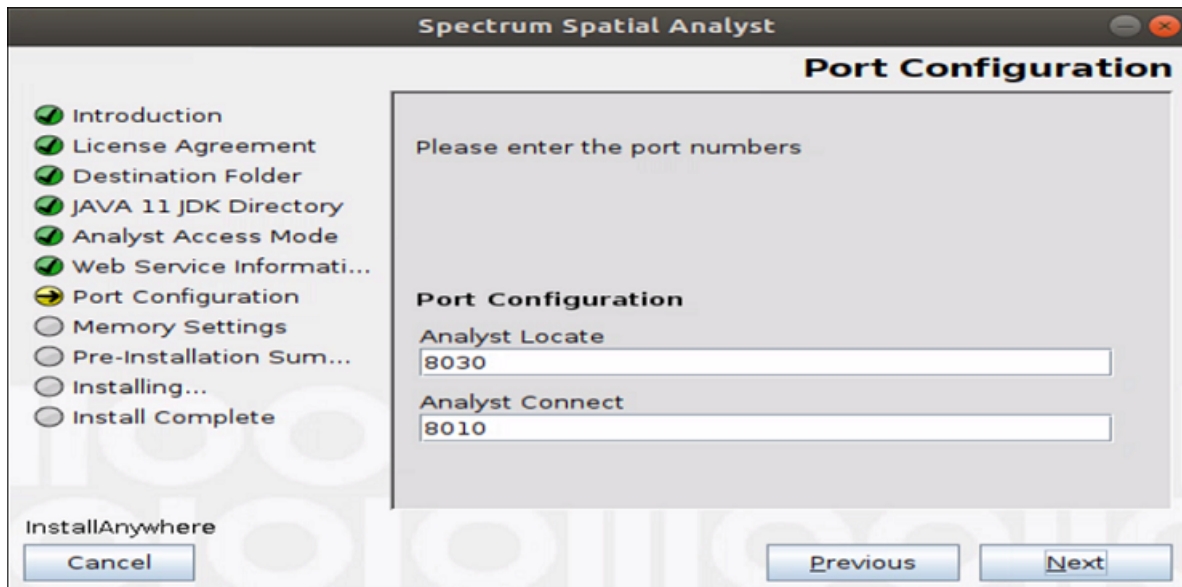 Spectrum Spatial Analyst
Port Configuration
Introduction
License Agreement
Destination Folder
JAVA 11 JDK Directory
Analyst Access Mode
Web Service Informati...
Port Configuration
Memory Settings
Pre-Installation Sum...
Installing...
Install Complete
Please enter the port numbers
Port Configuration
Analyst Locate
8030
Analyst Connect
8010
InstallAnywhere
Cancel
Previous
Next